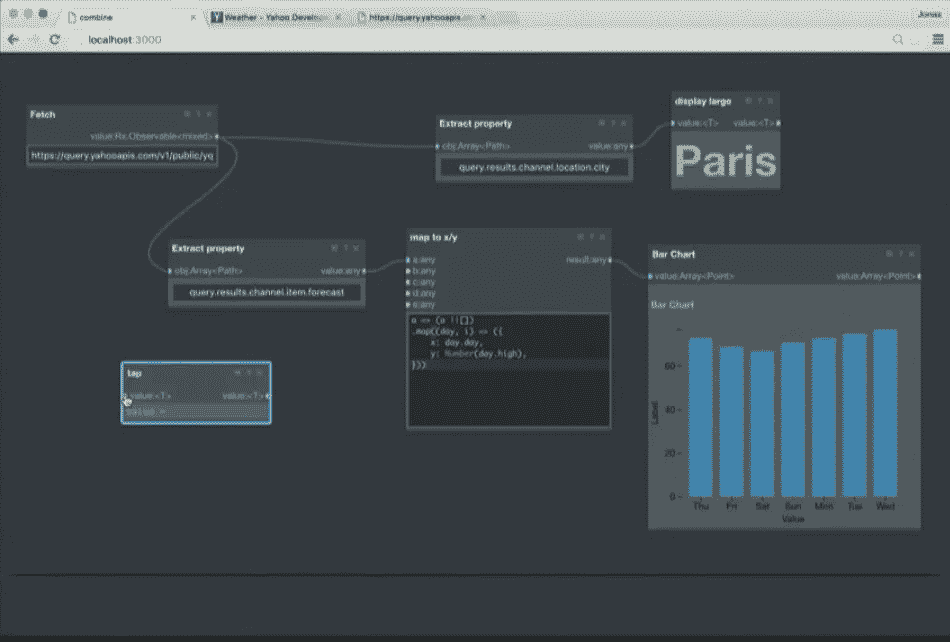 combine
Weather - Yahoo Develo
https://query.yahooapis.
Jonas
localhost:3000
Fetch
value:Rx.Observable<mixed>
https://query.yahooapis.com/v1/public/yq
Extract property
obj:Array<Path>
value:any
query.results.channel.location.city
display large
value:<T>
value:<T>
Paris
Extract property
obj:Array<Path>
value:any
query.results.channel.item.forecast
map to x/y
a:any
result:any
b:any
c:any
d:any
e:any
a => (a ||[])
.map((day, i) => ({
x: day.day,
y: Number(day.high),
}))
tap
value:<T>
value:<T>
Bar Chart
value:Array<Point>
value:Array<Point>
Bar Chart
60
40
20
0
Label
Thu Fri Sat Sun Mon Tue Wed
Value